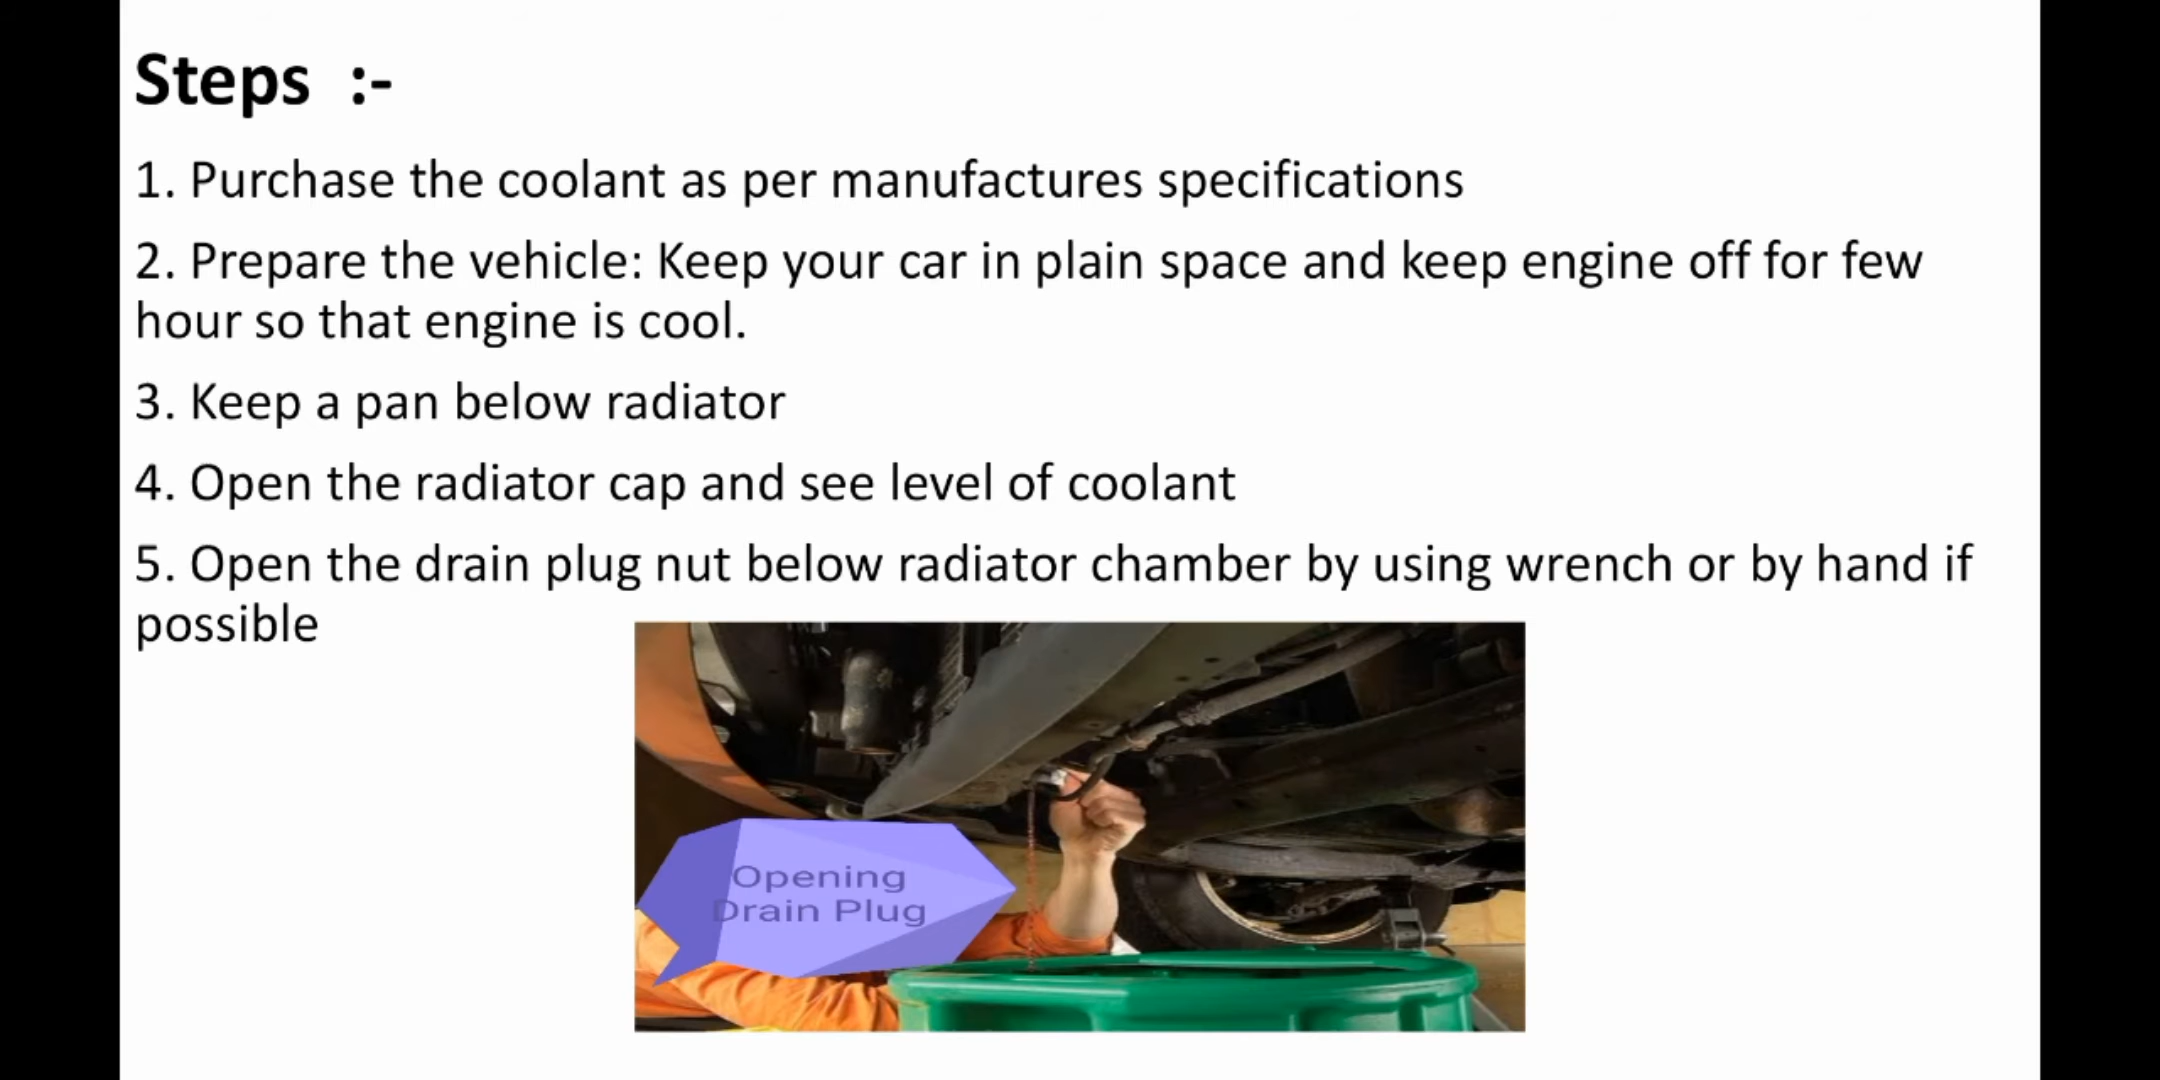 Steps  :-
1. Purchase the coolant as per manufactures specifications
2. Prepare the vehicle: Keep your car in plain space and keep engine off for few
hour so that engine is cool.
3. Keep a pan below radiator
4. Open the radiator cap and see level of coolant
5. Open the drain plug nut below radiator chamber by using wrench or by hand if
possible
Opening
Drain Plug